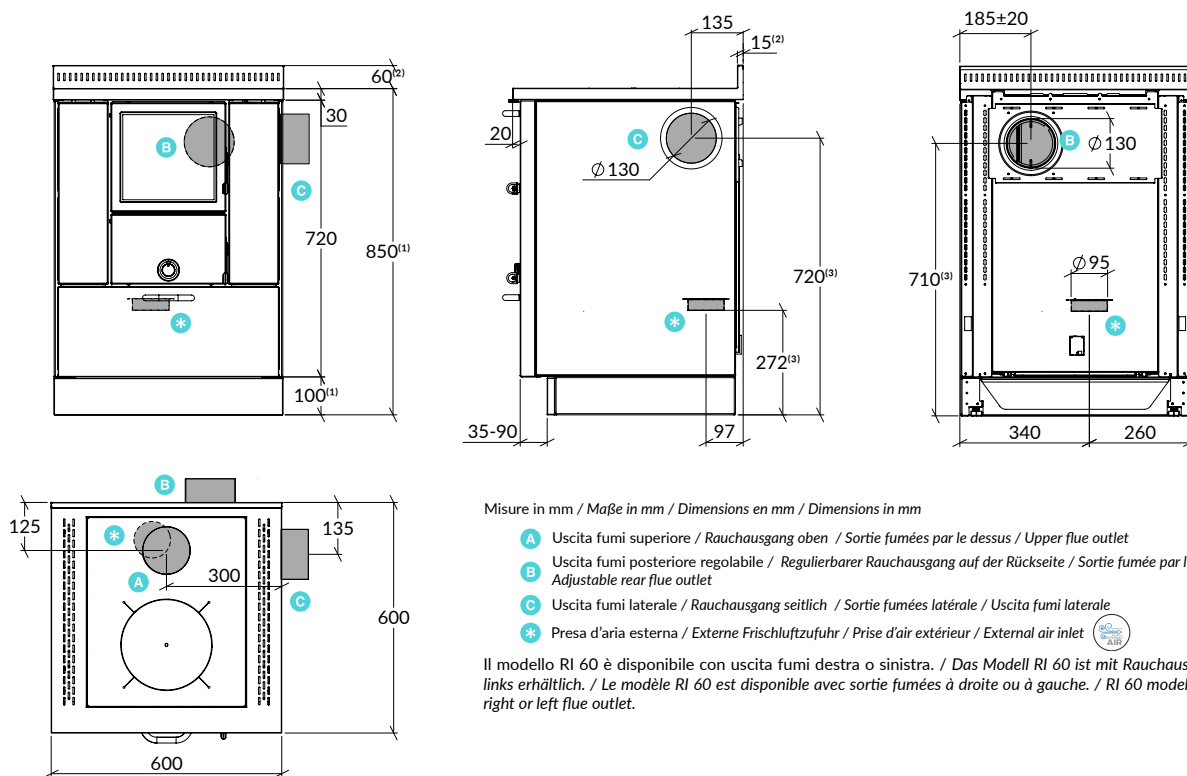 60(2)
30
B
C
720
850(1)
*
100(1)
135
15(2)
20
C
Ø 130
720(3)
*
272(3)
35-90
97
185±20
B
Ø 130
710(3)
Ø 95
*
340
260
B
125
*
135
A
300
C
600
600
Misure in mm / Maße in mm / Dimensions en mm / Dimensions in mm
A Uscita fumi superiore / Rauchausgang oben / Sortie fumées par le dessus / Upper flue outlet
B Uscita fumi posteriore regolabile / Regulierbarer Rauchausgang auf der Rückseite / Sortie fumée par l
Adjustable rear flue outlet
C Uscita fumi laterale / Rauchausgang seitlich / Sortie fumées latérale / Uscita fumi laterale
* Presa d'aria esterna / Externe Frischluftzufuhr / Prise d'air extérieur / External air inlet
AIR
Il modello RI 60 è disponibile con uscita fumi destra o sinistra. / Das Modell RI 60 ist mit Rauchaus
links erhältlich. / Le modèle RI 60 est disponible avec sortie fumées à droite ou à gauche. / RI 60 model
right or left flue outlet.